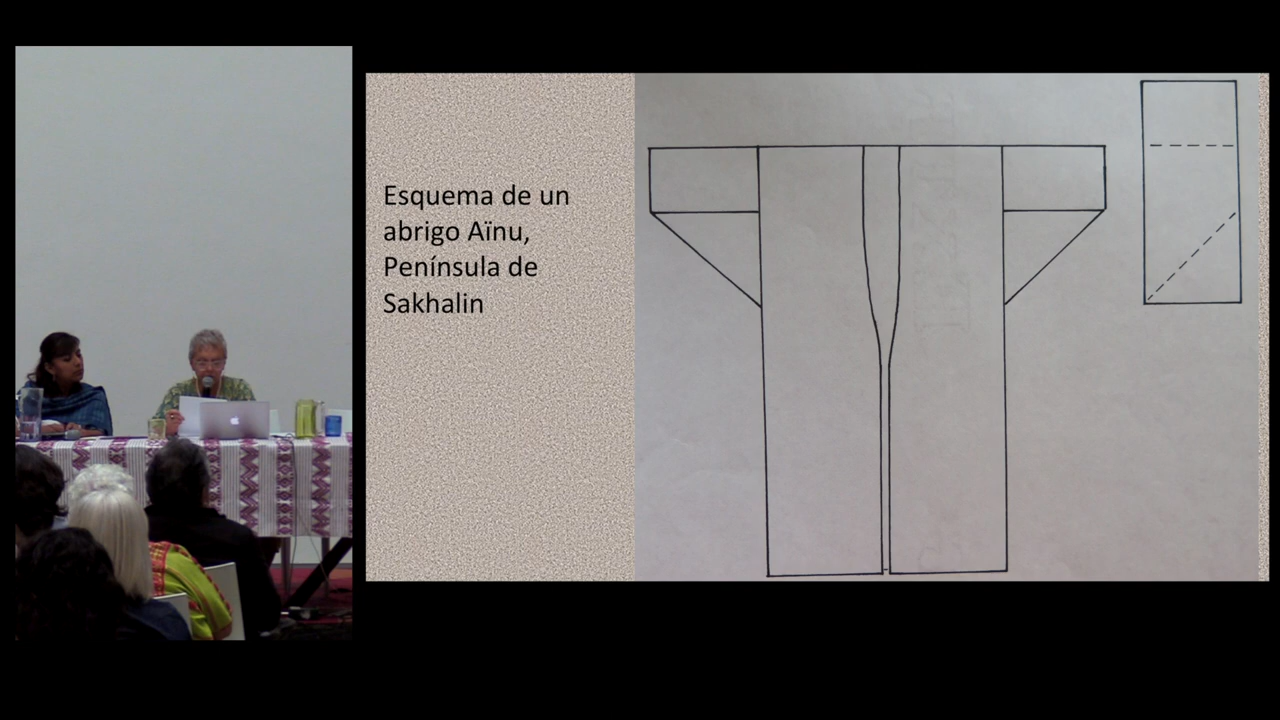 Esquema de un
abrigo Aïnu,
Península de
Sakhalin